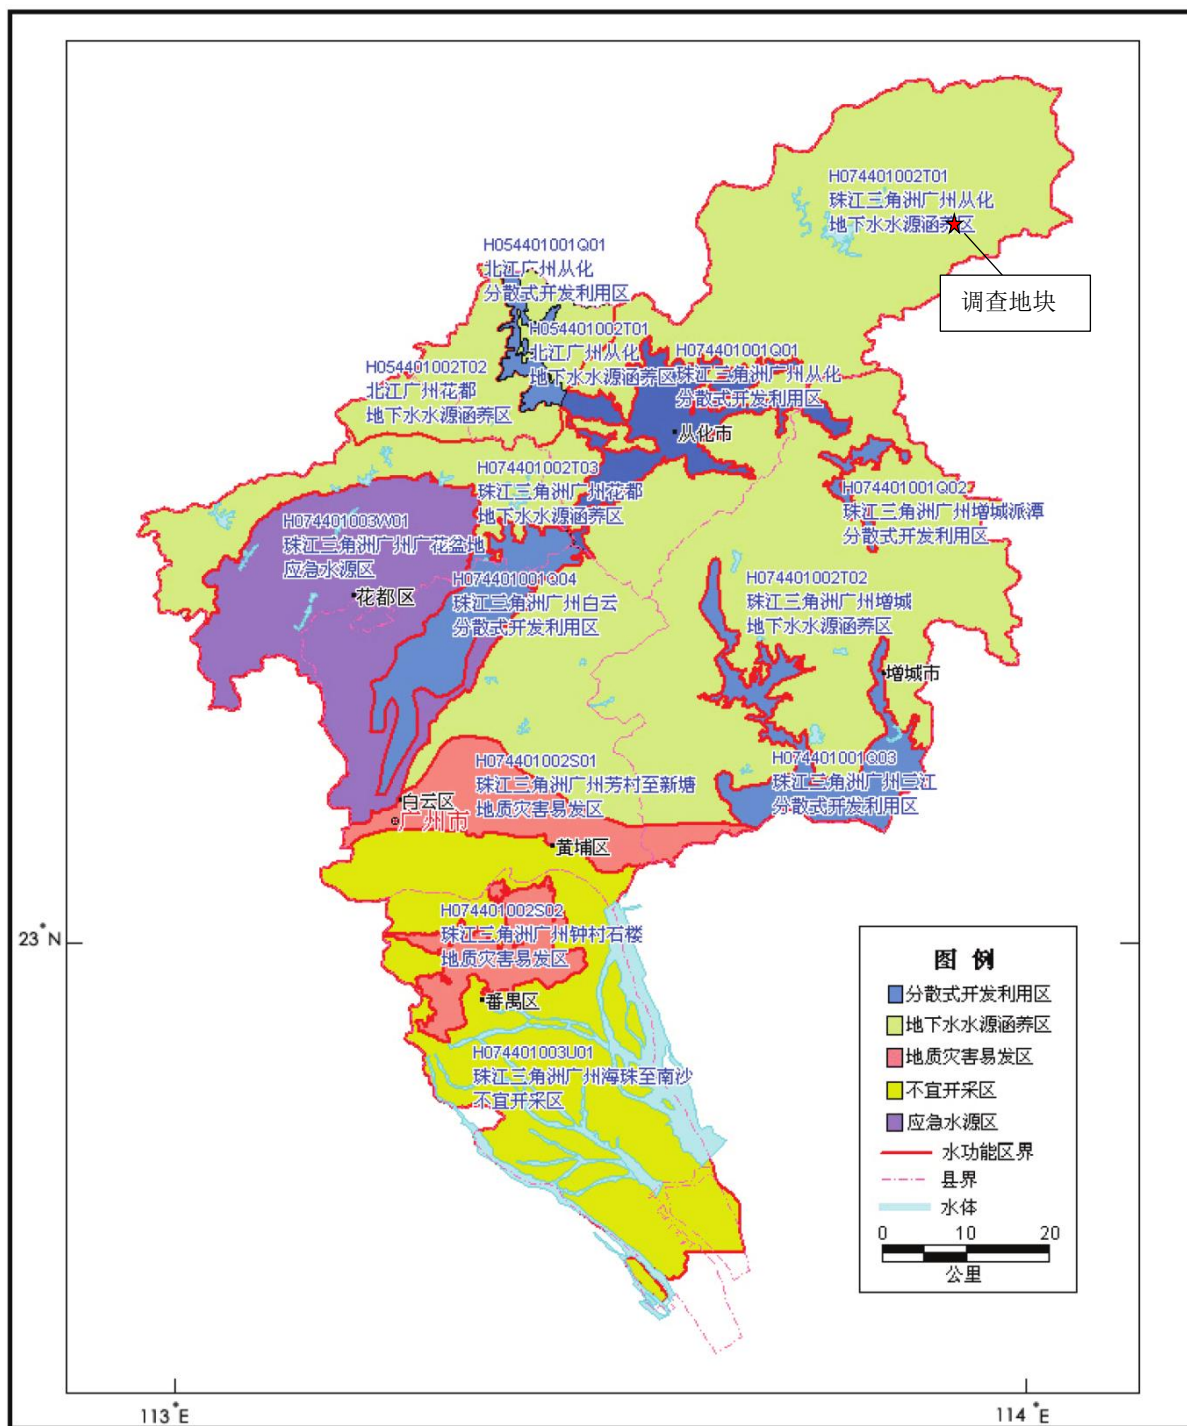 H074401002T01
珠江三角洲广州从化
地下水水源涵养区
调查地块
H054401001Q01
北江广州从化
分散式开发利用区
H054401002T01
北江广州从化
地下水水源涵养区
H074401001Q01
珠江三角洲广州从化
分散式开发利用区
H054401002T02
北江广州花都
地下水水源涵养区
从化市
H074401002T03
珠江三角洲广州花都
地下水水源涵养区
H074401001Q02
珠江三角洲广州增城派潭
分散式开发利用区
H074401003W01
珠江三角洲广州广花盆地
应急水源区
花都区
H074401001Q04
珠江三角洲广州白云
分散式开发利用区
H074401002T02
珠江三角洲广州增城
地下水水源涵养区
增城市
H074401002S01
珠江三角洲广州芳村至新塘
地质灾害易发区
H074401001Q03
珠江三角洲广州三江
分散式开发利用区
白云区
广州市
黄埔区
H074401002S02
珠江三角洲广州钟村石楼
地质灾害易发区
番禺区
H074401003U01
珠江三角洲广州海珠至南沙
不宜开采区
23°N
图 例
分散式开发利用区
地下水水源涵养区
地质灾害易发区
不宜开采区
应急水源区
水功能区界
县界
水体
0 10 20
公里
113°E
114°E